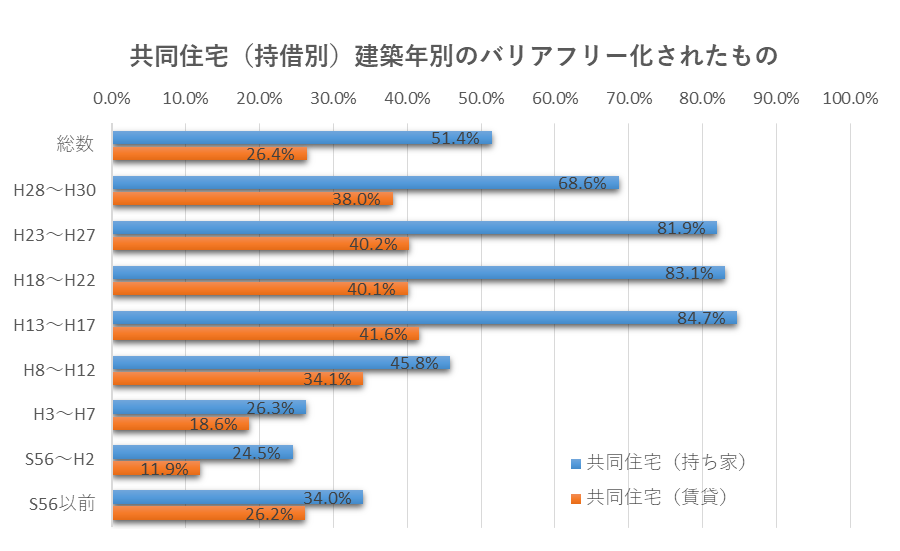 共同住宅（持借別）建築年別のバリアフリー化されたもの
0.0% 10.0% 20.0% 30.0% 40.0% 50.0% 60.0% 70.0% 80.0% 90.0% 100.0%
総数 51.4%
26.4%
H28～H30 68.6%
38.0%
H23～H27 81.9%
40.2%
H18～H22 83.1%
40.1%
H13～H17 84.7%
41.6%
H8～H12 45.8%
34.1%
H3～H7 26.3%
18.6%
S56～H2 24.5%
11.9%
S56以前 34.0%
26.2%
共同住宅（持ち家）
共同住宅（賃貸）